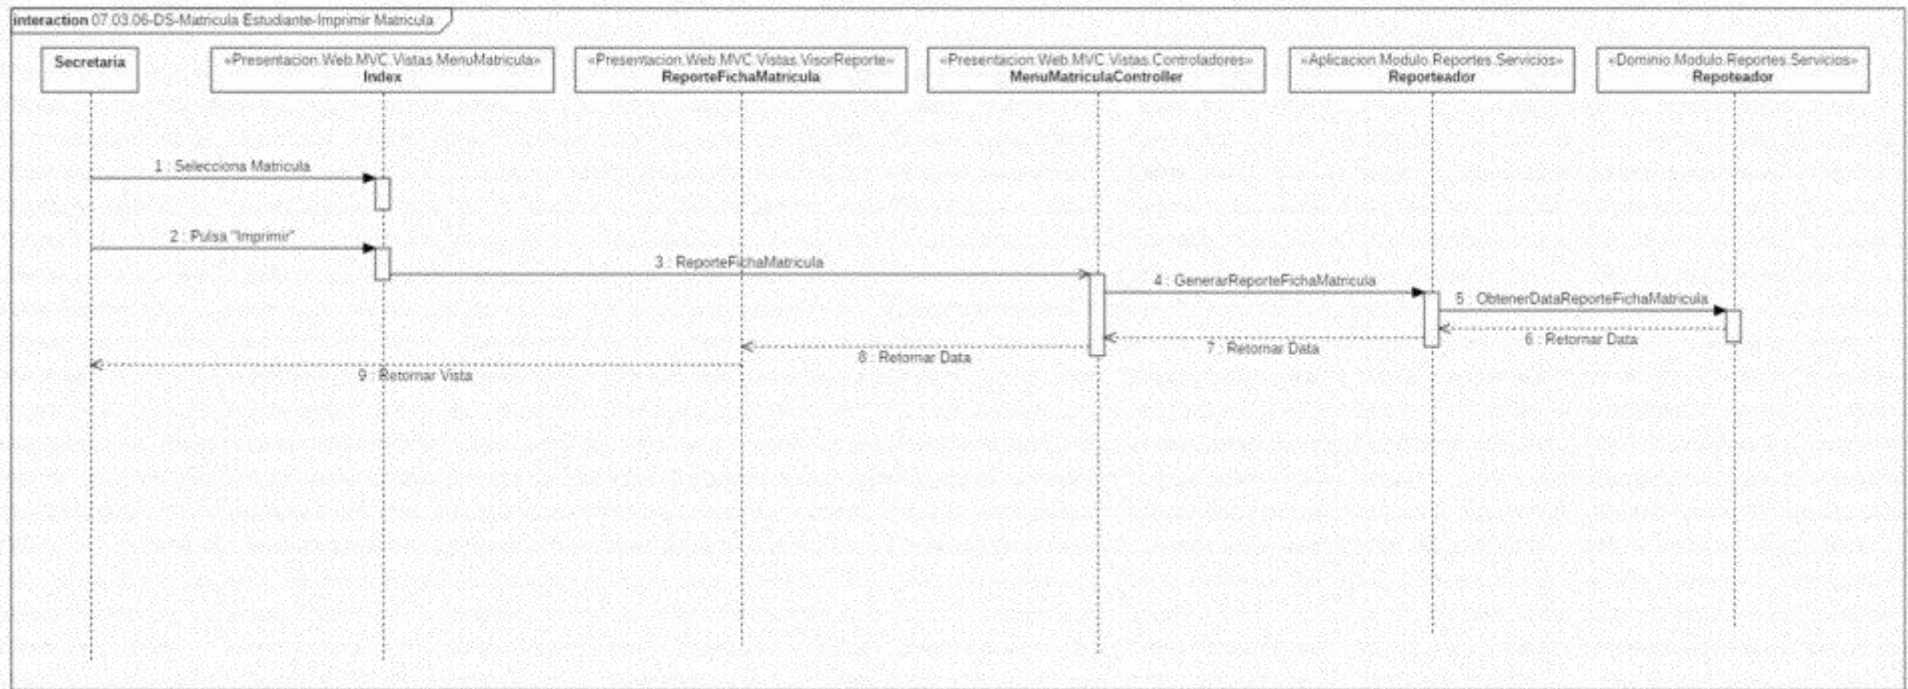 interaction 07.03.06-DS-Matricula Estudiante-Imprimir Matricula
Secretaria
«Presentacion.Web.MVC.Vistas.MenuMatricula»
Index
«Presentacion.Web.MVC.Vistas.VisorReporte»
ReporteFichaMatricula
«Presentacion.Web.MVC.Vistas.Controladores»
MenuMatriculaController
«Aplicacion.Modulo.Reportes.Servicios»
Reporteador
«Dominio.Modulo.Reportes.Servicios»
Repoteador
1 : Selecciona Matricula
2 : Pulsa "Imprimir"
3 : ReporteFichaMatricula
4 : GenerarReporteFichaMatricula
5 : ObtenerDataReporteFichaMatricula
6 : Retornar Data
7 : Retornar Data
8 : Retornar Data
9 : Retornar Vista